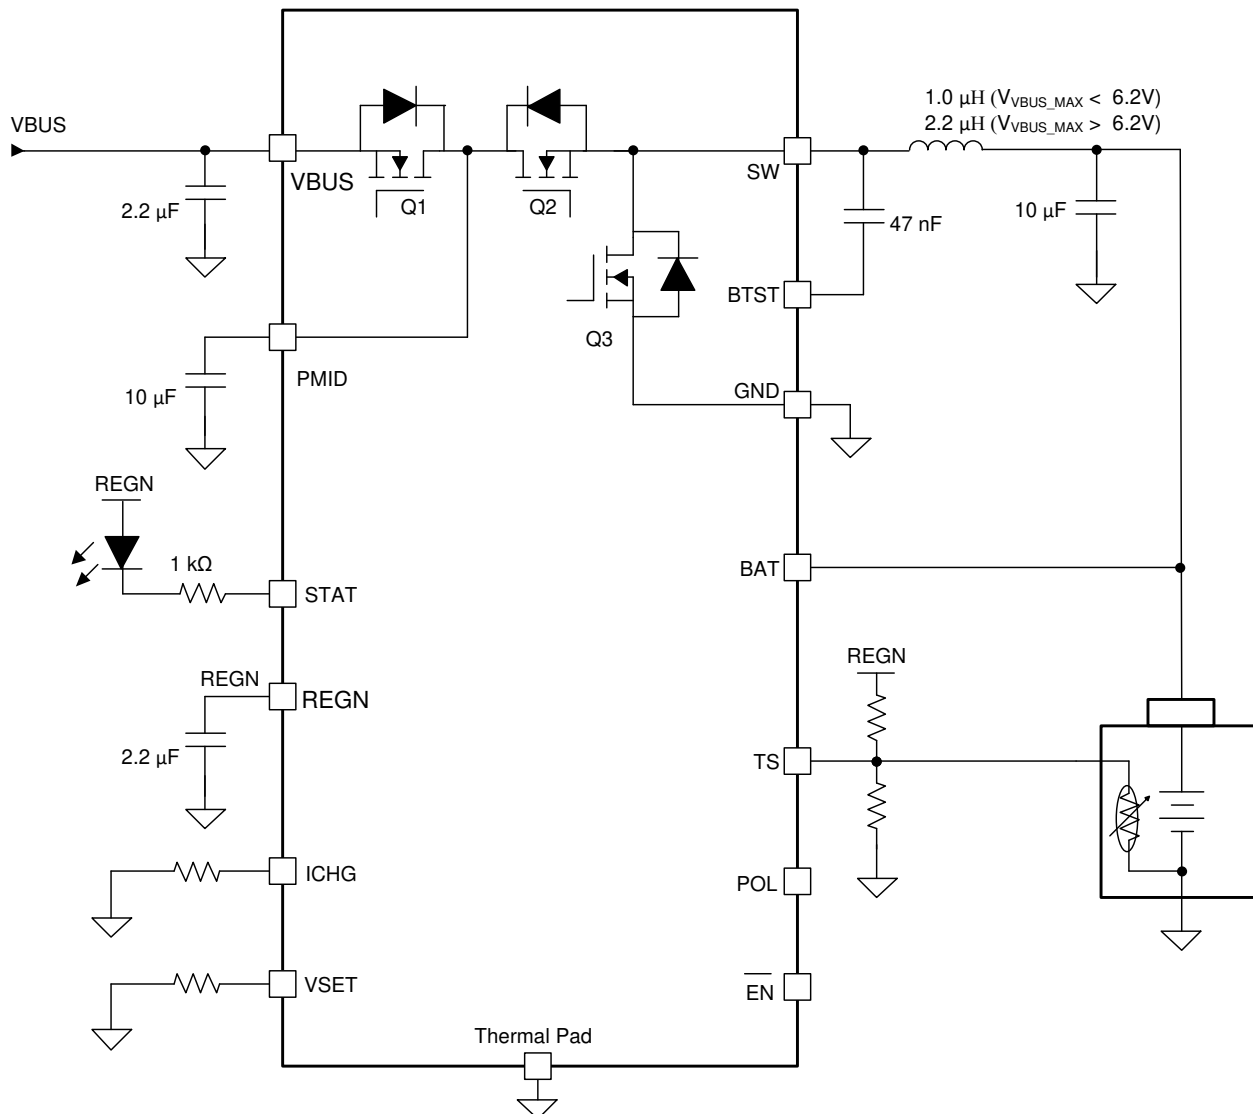 1.0 µH (VVBUS_MAX < 6.2V)
2.2 µH (VVBUS_MAX > 6.2V)
VBUS
VBUS
SW
Q1
Q2
2.2 µF
47 nF
10 µF
BTST
Q3
PMID
10 µF
GND
REGN
1 kΩ
STAT
BAT
REGN
REGN
REGN
2.2 µF
TS
ICHG
POL
VSET
EN
Thermal Pad